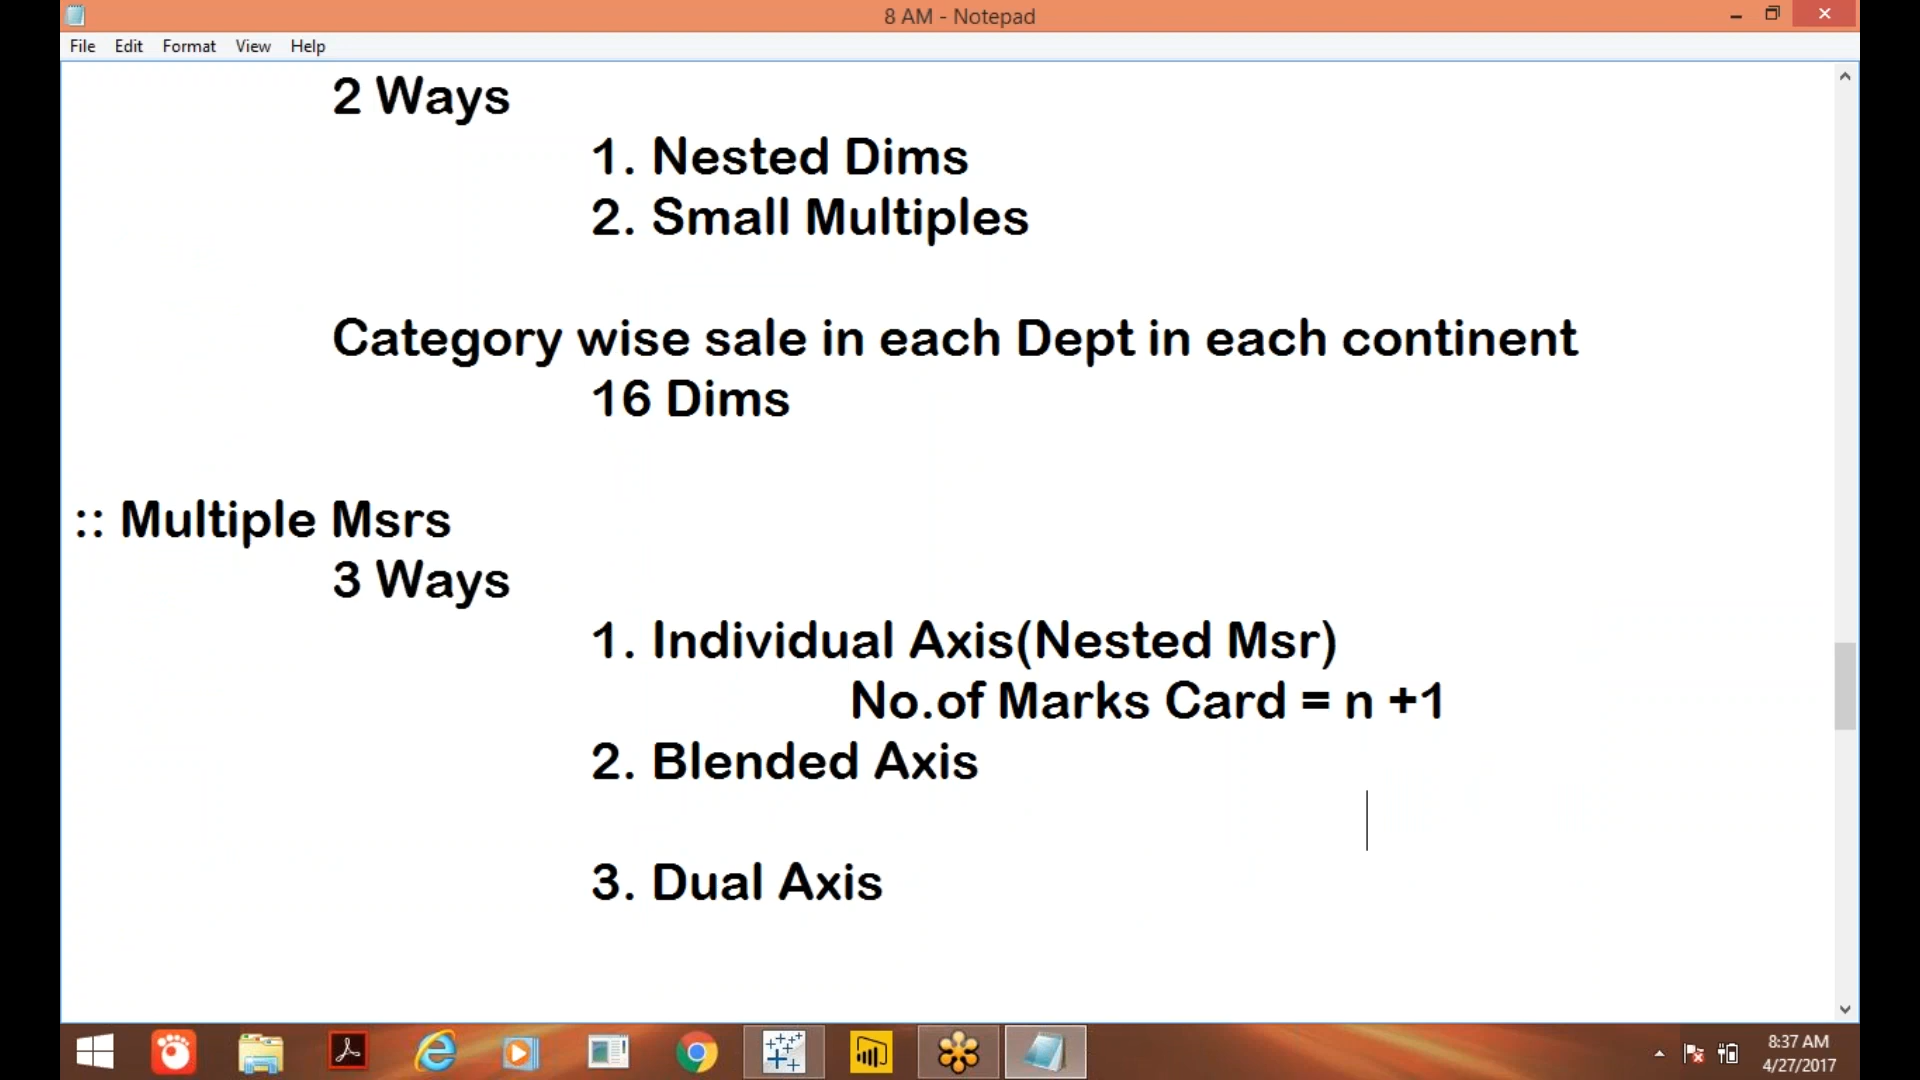 8 AM - Notepad
File Edit Format View Help
2 Ways
1. Nested Dims
2. Small Multiples
Category wise sale in each Dept in each continent
16 Dims
:: Multiple Msrs
3 Ways
1. Individual Axis(Nested Msr)
No.of Marks Card = n +1
2. Blended Axis
3. Dual Axis
8:37 AM
4/27/2017